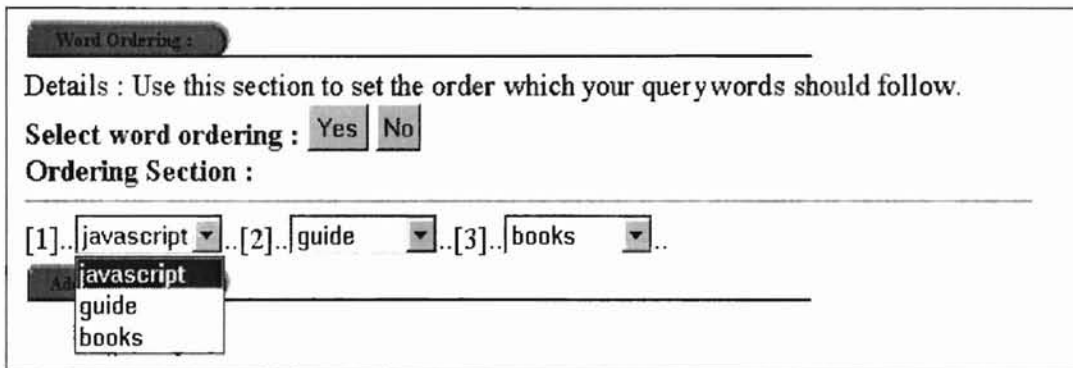 Word Ordering :
Details : Use this section to set the order which your query words should follow.
Select word ordering : Yes No
Ordering Section :
[1]..javascript..[2]..guide..[3]..books..
javascript
guide
books